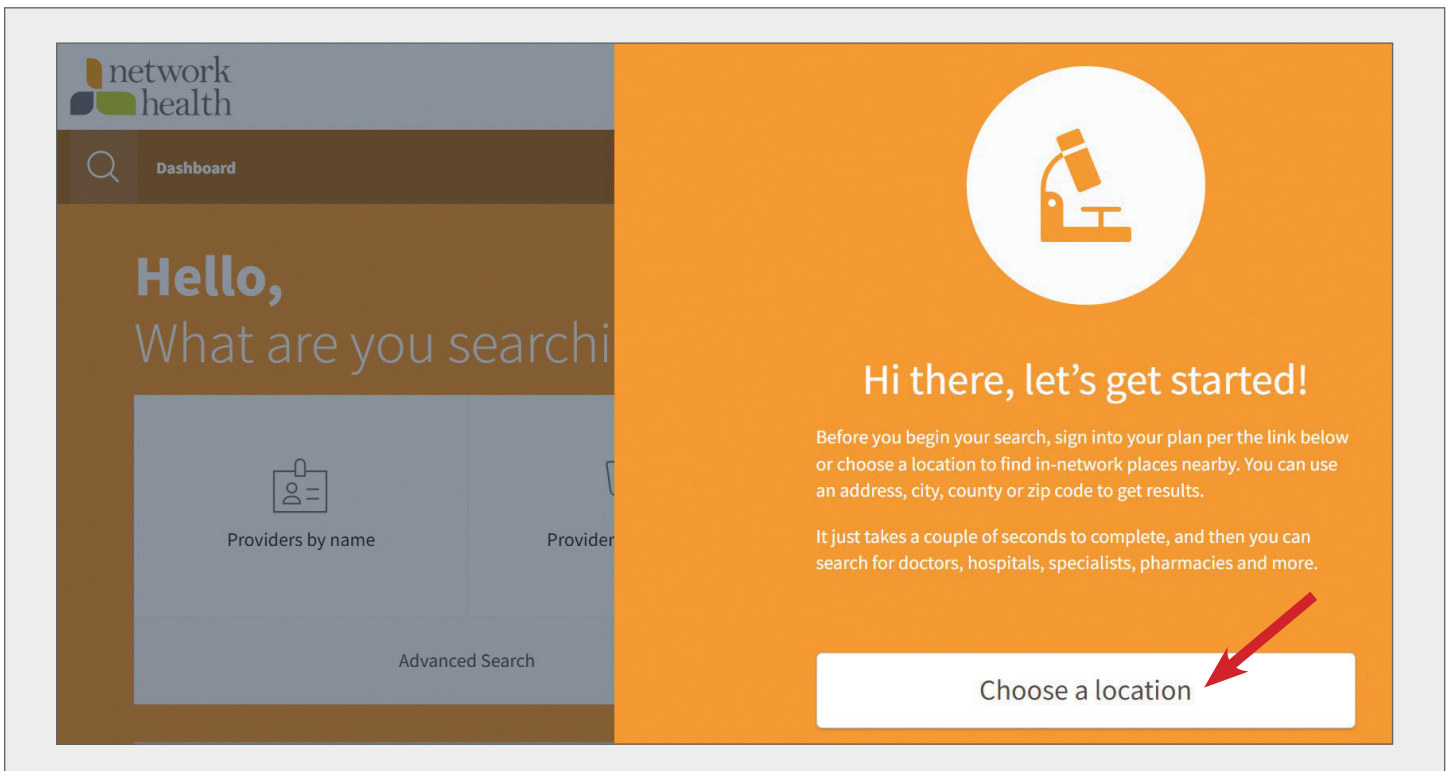 network
health
Dashboard
Hello,
What are you searchi
Providers by name
Provider
Advanced Search
Hi there, let’s get started!
Before you begin your search, sign into your plan per the link below
or choose a location to find in-network places nearby. You can use
an address, city, county or zip code to get results.
It just takes a couple of seconds to complete, and then you can
search for doctors, hospitals, specialists, pharmacies and more.
Choose a location